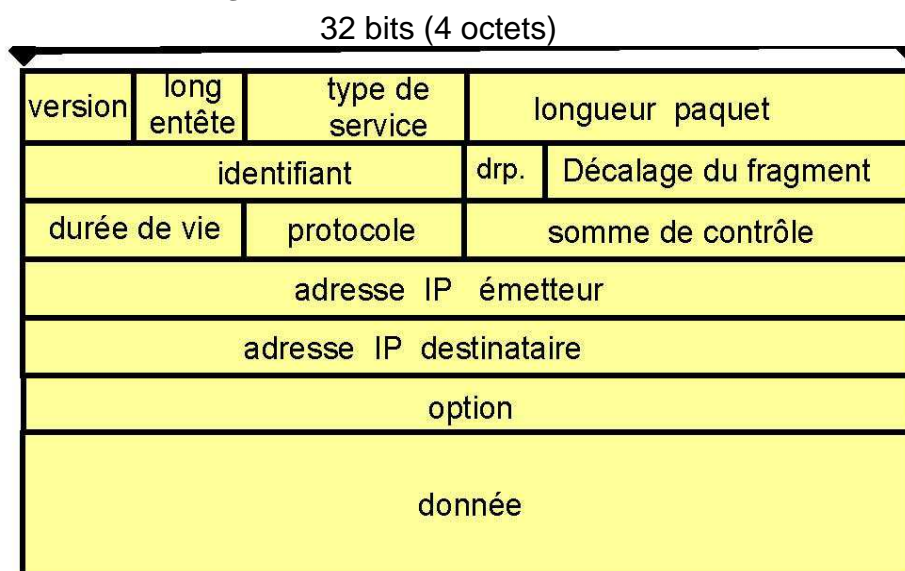 32 bits (4 octets)
version long entête type de service longueur paquet
identifiant drp. Décalage du fragment
durée de vie protocole somme de contrôle
adresse IP émetteur
adresse IP destinataire
option
donnée